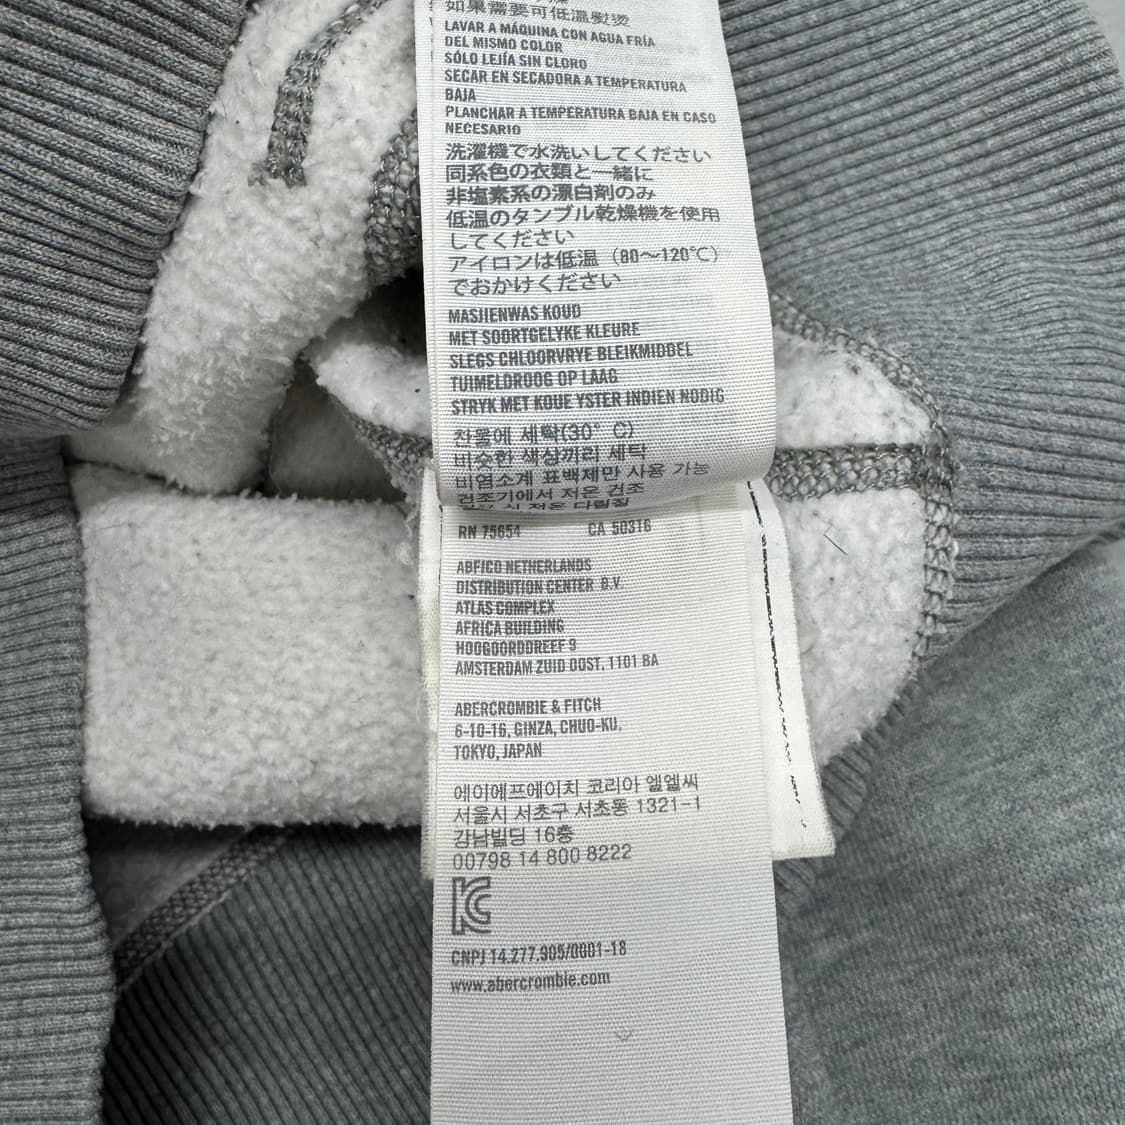 如果需要可低溫熨燙
LAVAR A MÁQUINA CON AGUA FRÍA
DEL MISMO COLOR
SÓLO LEJÍA SIN CLORO
SECAR EN SECADORA A TEMPERATURA
BAJA
PLANCHAR A TEMPERATURA BAJA EN CASO
NECESARIO
洗濯機で水洗いしてください
同系色の衣類と一緒に
非塩素系の漂白剤のみ
低温のタンブル乾燥機を使用
してください
アイロンは低温（80〜120℃）
でおかけください
MASJIENWAS KOUD
MET SOORTGELYKE KLEURE
SLEGS CHLOORVRYE BLEIKMIDDEL
TUIMELDROOG OP LAAG
STRYK MET KOUE YSTER INDIEN NODIG
찬물에 세탁(30° C)
비슷한 색상끼리 세탁
비염소계 표백제만 사용 가능
건조기에서 저온 건조
필요 시 저온 다림질
RN 75654 CA 50316
ABFICO NETHERLANDS
DISTRIBUTION CENTER B.V.
ATLAS COMPLEX
AFRICA BUILDING
HOOGOORDDREEF 9
AMSTERDAM ZUID OOST, 1101 BA
ABERCROMBIE & FITCH
6-10-16, GINZA, CHUO-KU,
TOKYO, JAPAN
에이에프에이치 코리아 엘엘씨
서울시 서초구 서초동 1321-1
강남빌딩 16층
00798 14 800 8222
KC
CNPJ 14.277.905/0001-18
www.abercrombie.com